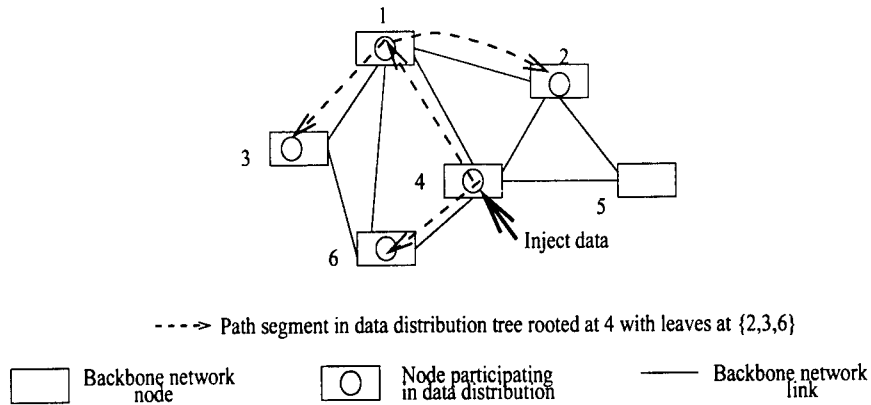 1
2
3
4
5
6
Inject data
Path segment in data distribution tree rooted at 4 with leaves at {2,3,6}
Backbone network
node
Node participating
in data distribution
Backbone network
link